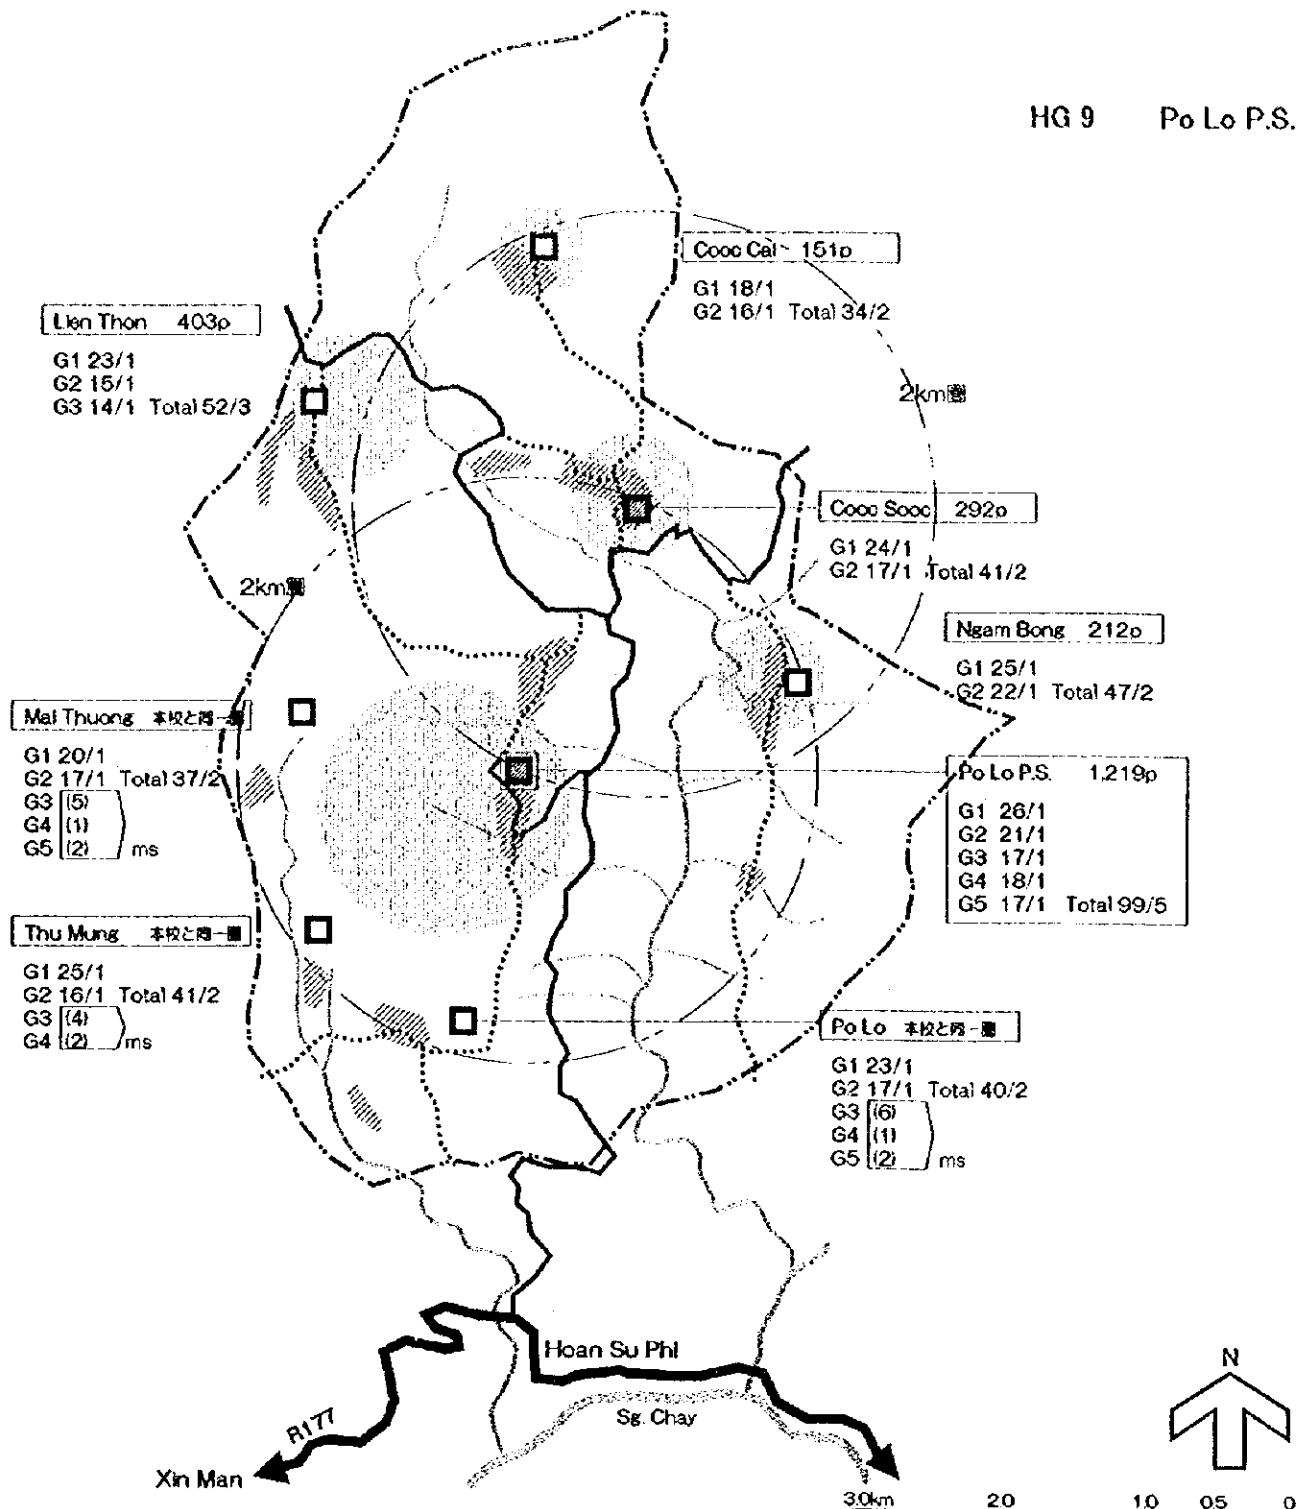 HG 9 Po Lo P.S.
Cooc Cai 151p
G1 18/1
G2 16/1 Total 34/2
Lien Thon 403p
G1 23/1
G2 15/1
G3 14/1 Total 52/3
2km圏
Cooc Sooc 292p
G1 24/1
G2 17/1 Total 41/2
2km圏
Ngam Bong 212p
G1 25/1
G2 22/1 Total 47/2
Mai Thuong 本校と同一圏
G1 20/1
G2 17/1 Total 37/2
G3 (5)
G4 (1)
G5 (2) ms
Po Lo P.S. 1.219p
G1 26/1
G2 21/1
G3 17/1
G4 18/1
G5 17/1 Total 99/5
Thu Mung 本校と同一圏
G1 25/1
G2 16/1 Total 41/2
G3 (4)
G4 (2) ms
Po Lo 本校と同一圏
G1 23/1
G2 17/1 Total 40/2
G3 (6)
G4 (1)
G5 (2) ms
Hoan Su Phi
N
R177
Sg. Chay
Xin Man
3.0km 2.0 1.0 0.5 0